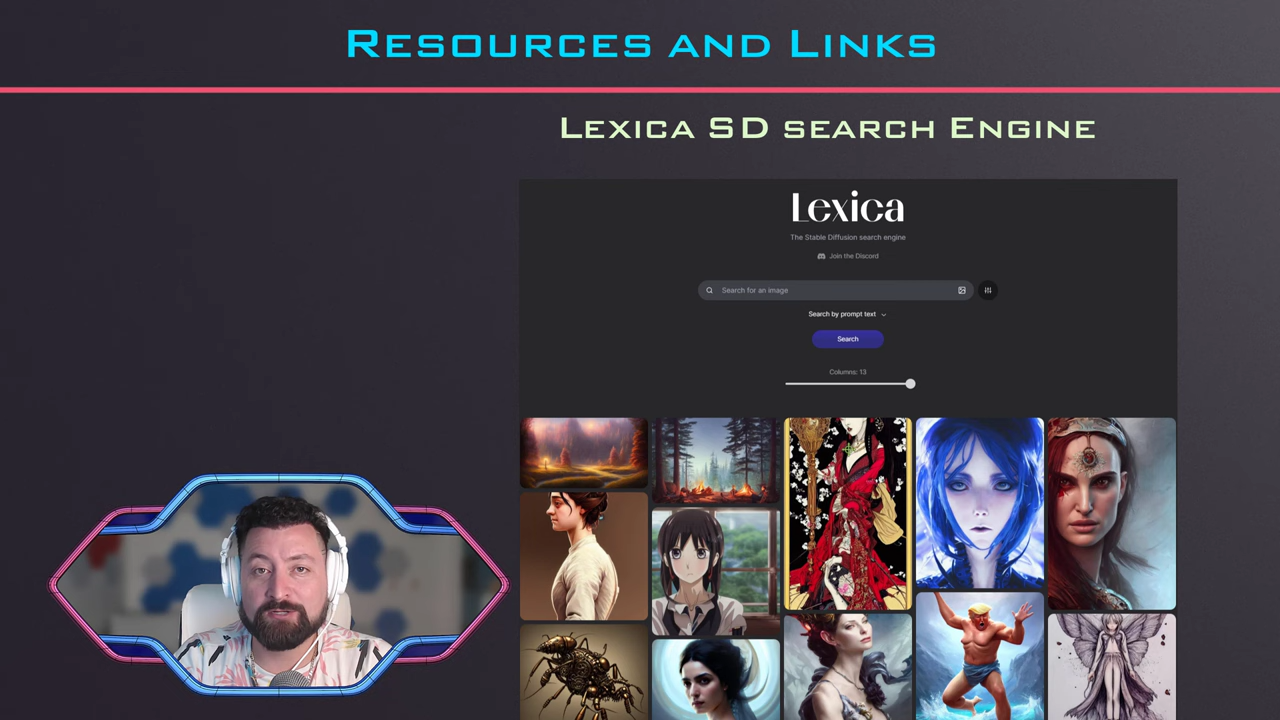 Resources and Links
Lexica SD search Engine
Lexica
The Stable Diffusion search engine
Join the Discord
Search for an image
Search by prompt text
Search
Columns: 13